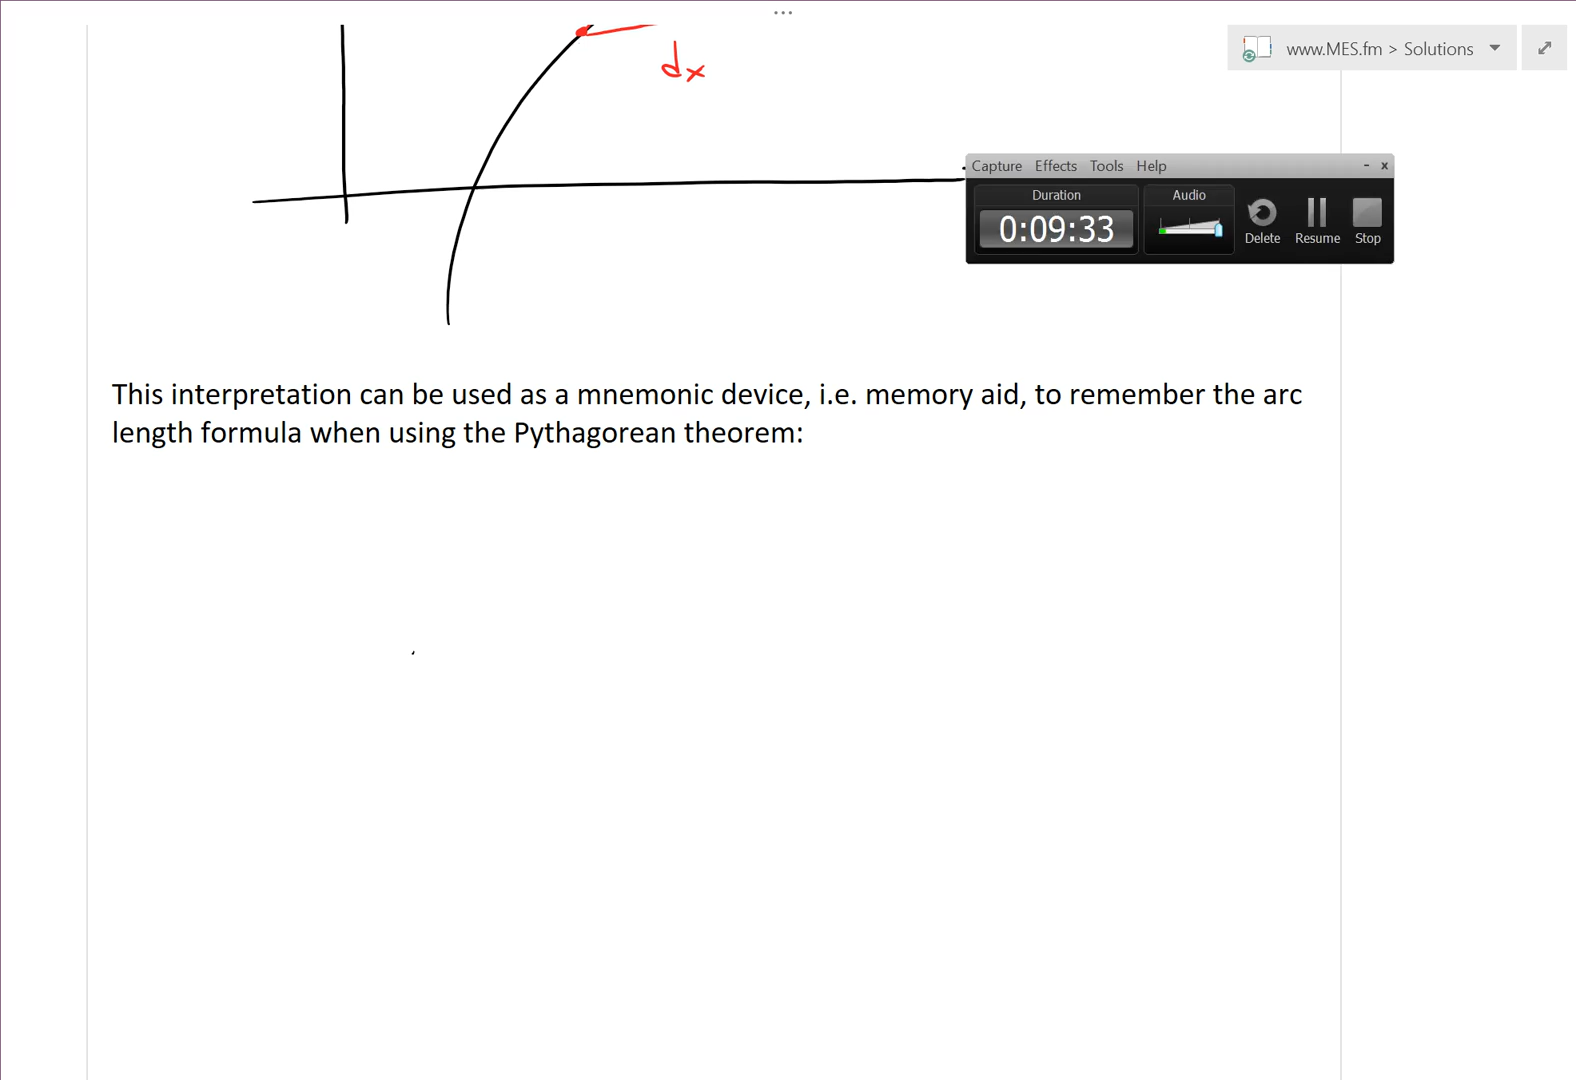 ...
www.MES.fm > Solutions
dx
Capture Effects Tools Help
- x
Duration
Audio
0:09:33
Delete Resume Stop
This interpretation can be used as a mnemonic device, i.e. memory aid, to remember the arc
length formula when using the Pythagorean theorem: